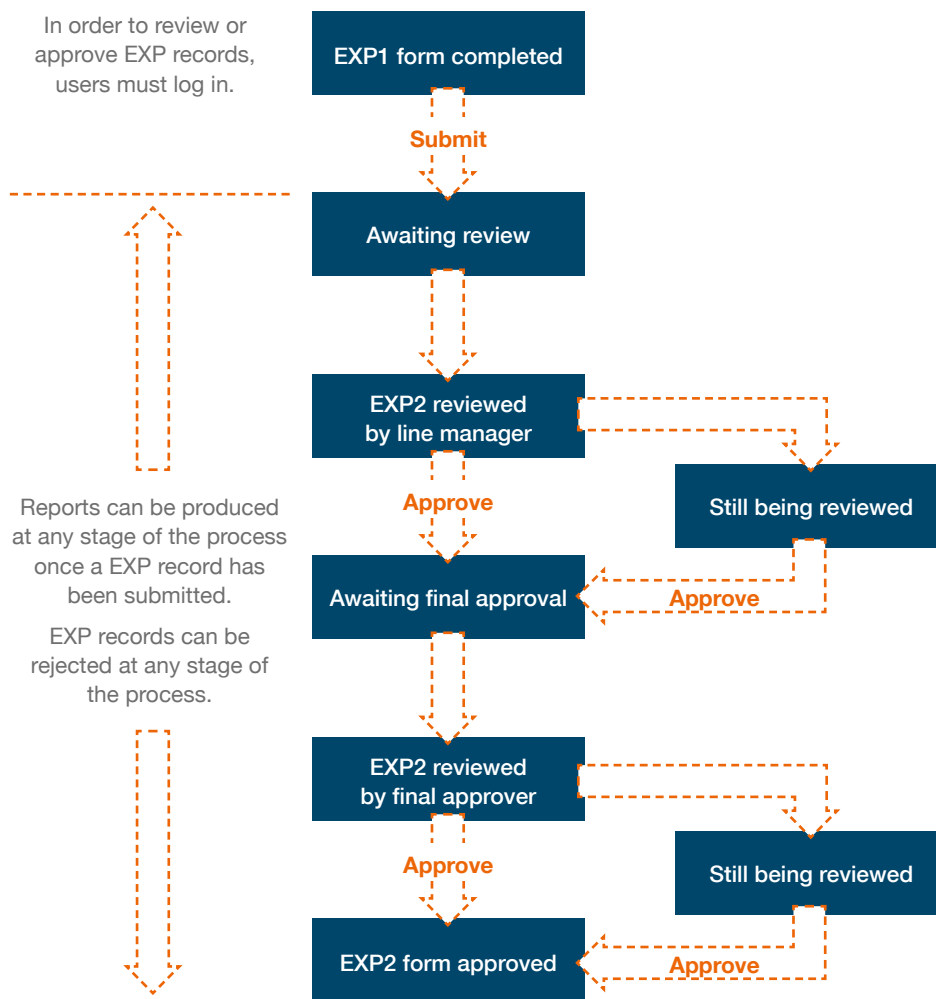 In order to review or
approve EXP records,
users must log in.
EXP1 form completed
Submit
Awaiting review
EXP2 reviewed
by line manager
Approve
Still being reviewed
Reports can be produced
at any stage of the process
once a EXP record has
been submitted.
Awaiting final approval
Approve
EXP records can be
rejected at any stage of
the process.
EXP2 reviewed
by final approver
Approve
Still being reviewed
EXP2 form approved
Approve